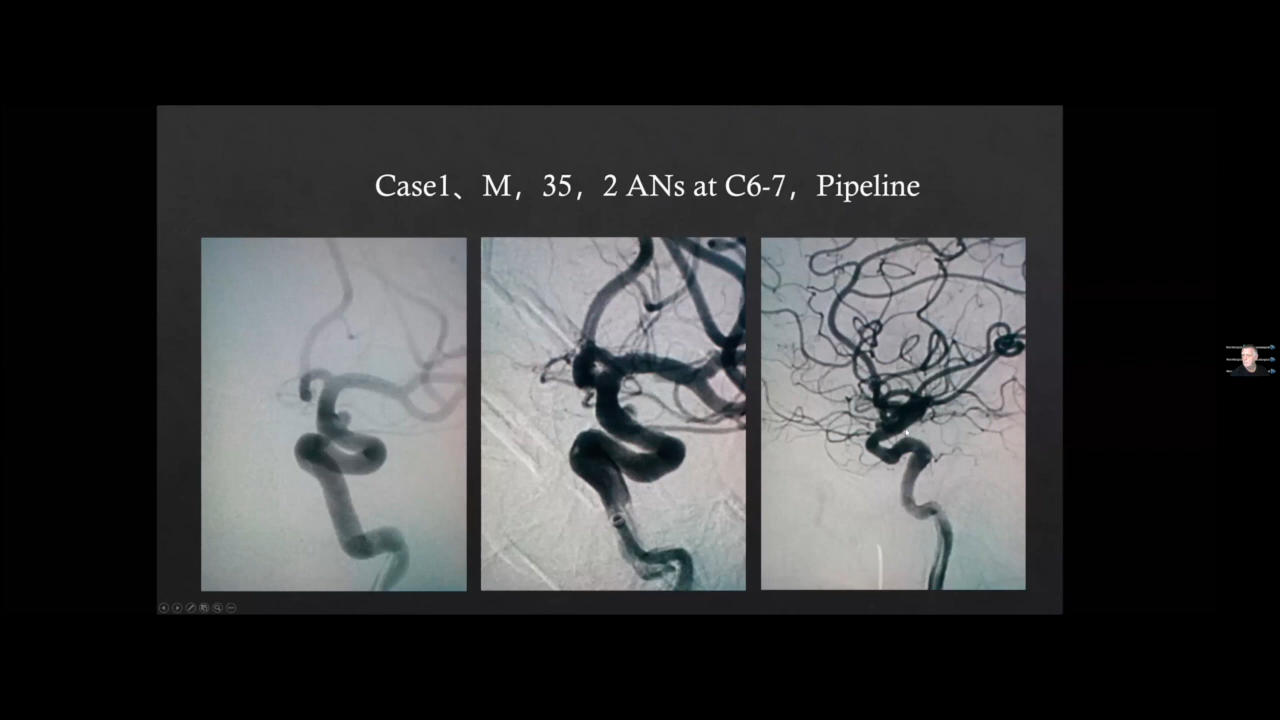 Case1、M，35，2 ANs at C6-7，Pipeline